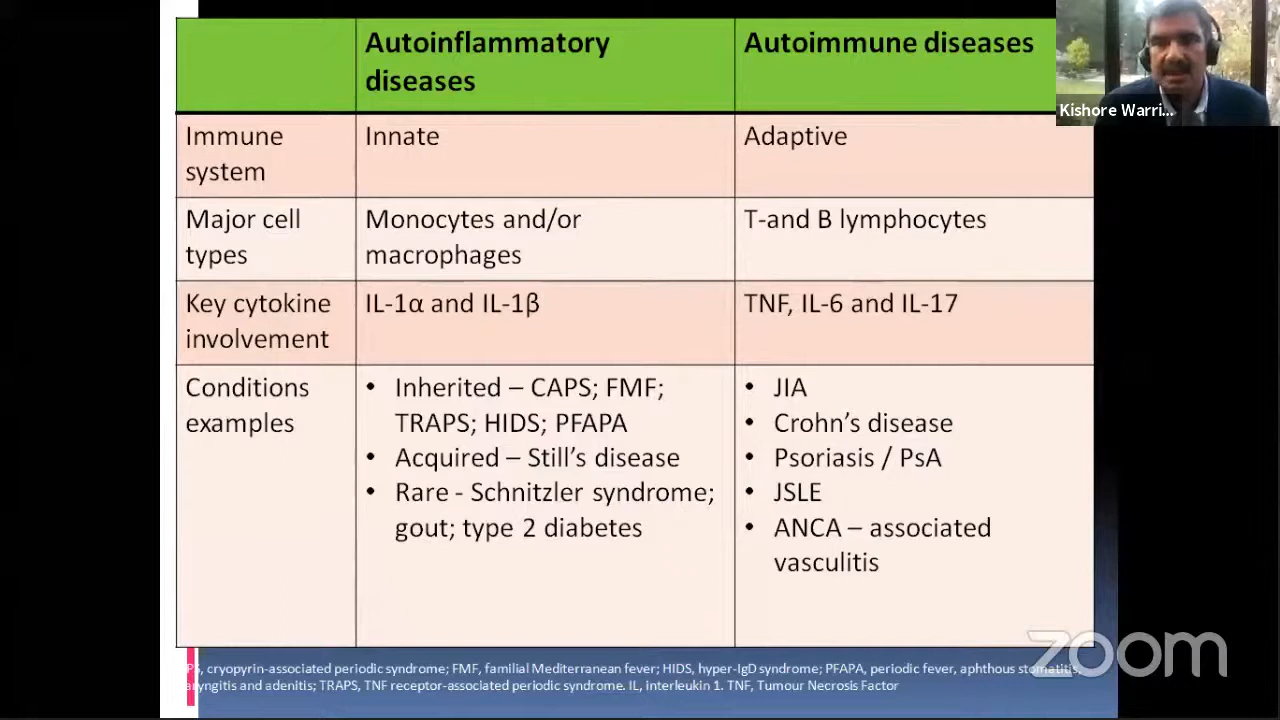 Autoinflammatory
diseases
Autoimmune diseases
Kishore Warri...
Immune
system
Innate
Adaptive
Major cell
types
Monocytes and/or
macrophages
T-and B lymphocytes
Key cytokine
involvement
IL-1α and IL-1β
TNF, IL-6 and IL-17
Conditions
examples
• Inherited – CAPS; FMF;
TRAPS; HIDS; PFAPA
• Acquired – Still’s disease
• Rare - Schnitzler syndrome;
gout; type 2 diabetes
• JIA
• Crohn’s disease
• Psoriasis / PsA
• JSLE
• ANCA – associated
vasculitis
cryopyrin-associated periodic syndrome; FMF, familial Mediterranean fever; HIDS, hyper-IgD syndrome; PFAPA, periodic fever, aphthous stomatitis,
and adenitis; TRAPS, TNF receptor-associated periodic syndrome. IL, interleukin 1. TNF, Tumour Necrosis Factor
zoom